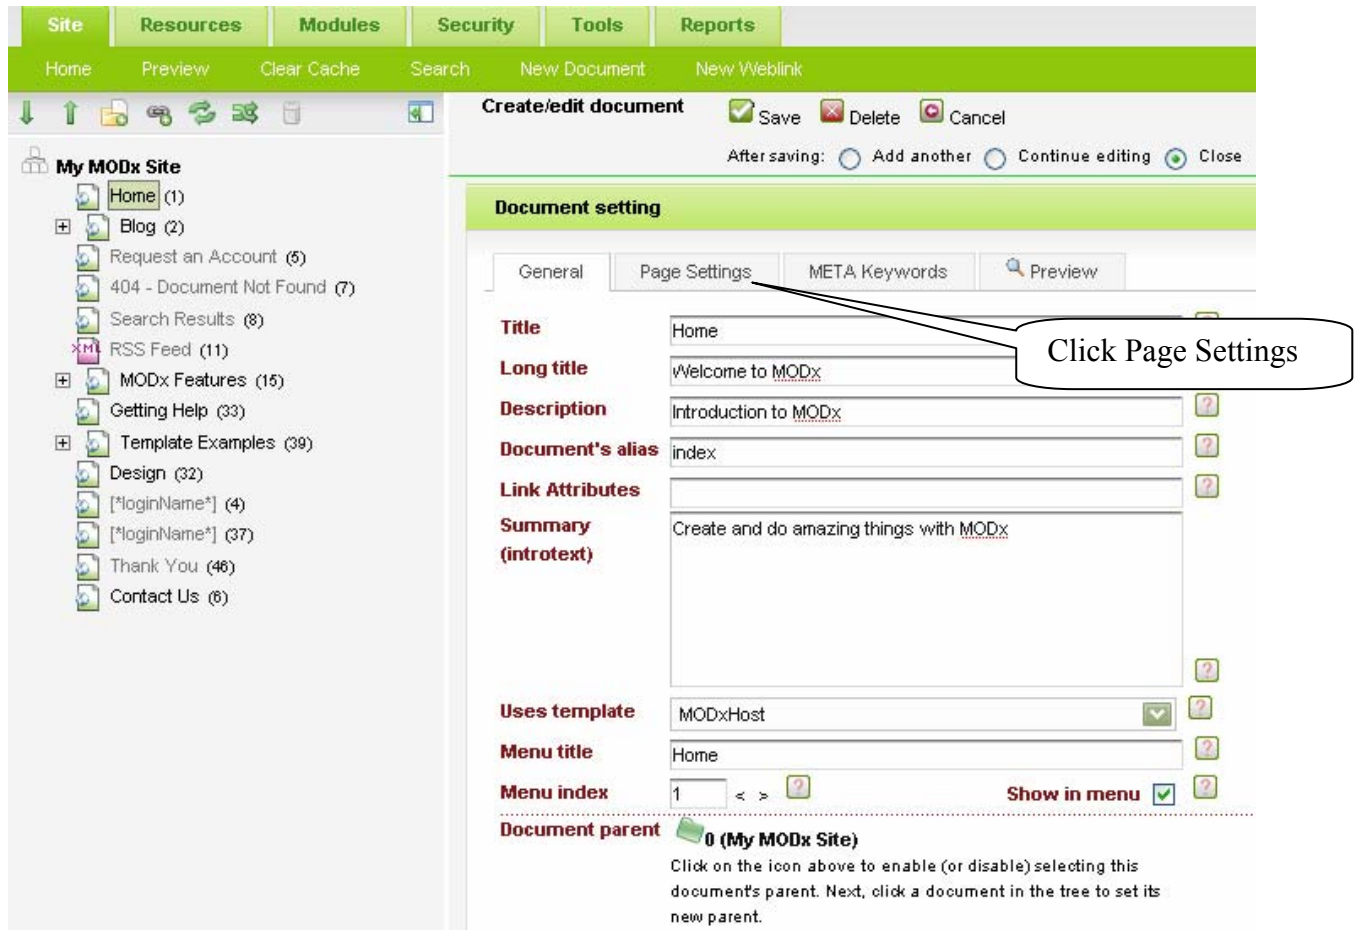 Site Resources Modules Security Tools Reports
Home Preview Clear Cache Search New Document New Weblink
Create/edit document Save Delete Cancel
After saving: Add another Continue editing Close
My MODx Site
Home (1)
Blog (2)
Request an Account (5)
404 - Document Not Found (7)
Search Results (8)
XML RSS Feed (11)
MODx Features (15)
Getting Help (33)
Template Examples (39)
Design (32)
[*loginName*] (4)
[*loginName*] (37)
Thank You (46)
Contact Us (6)
Document setting
General Page Settings META Keywords Preview
Click Page Settings
Title Home
Long title Welcome to MODx
Description Introduction to MODx
Document's alias index
Link Attributes
Summary
(introtext)
Create and do amazing things with MODx
Uses template MODxHost
Menu title Home
Menu index 1 < > Show in menu
Document parent 0 (My MODx Site)
Click on the icon above to enable (or disable) selecting this
document's parent. Next, click a document in the tree to set its
new parent.